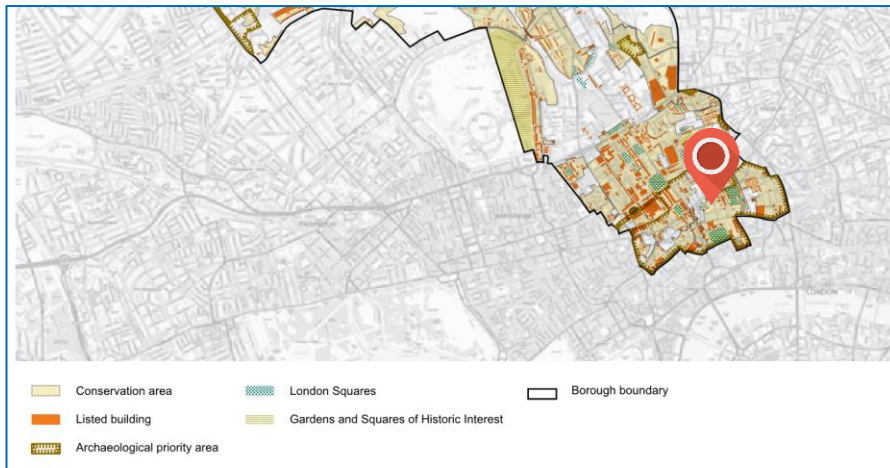 LONDON
Conservation area
London Squares
Borough boundary
Listed building
Gardens and Squares of Historic Interest
Archaeological priority area